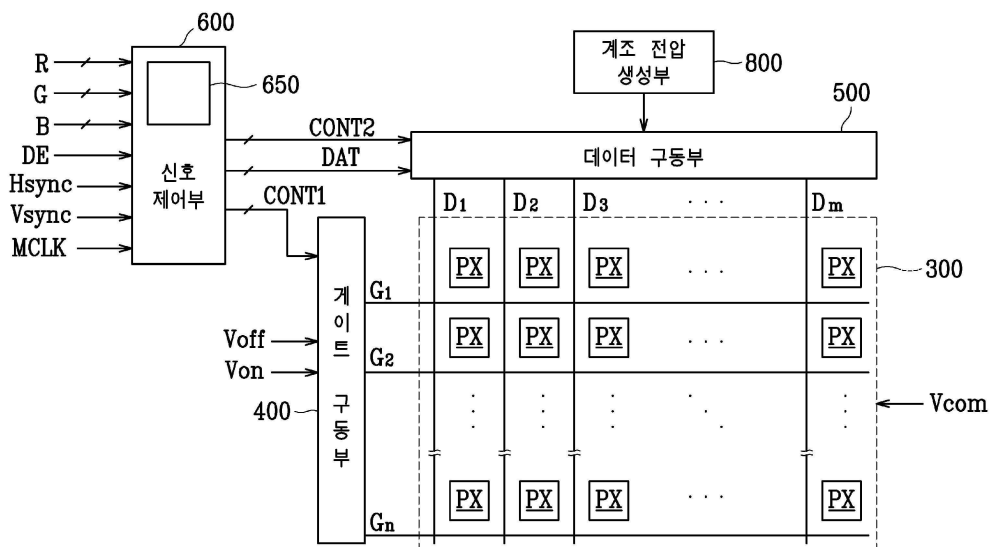 600
R
G
B
DE
Hsync
Vsync
MCLK
650
신호
제어부
계조 전압
생성부
800
500
CONT2
DAT
CONT1
데이터 구동부
D1 D2 D3 · · · Dm
PX PX PX · · · PX
300
G1
게이트 구동부
Voff
Von
400
PX PX PX · · · PX
G2
Vcom
PX PX PX · · · PX
Gn